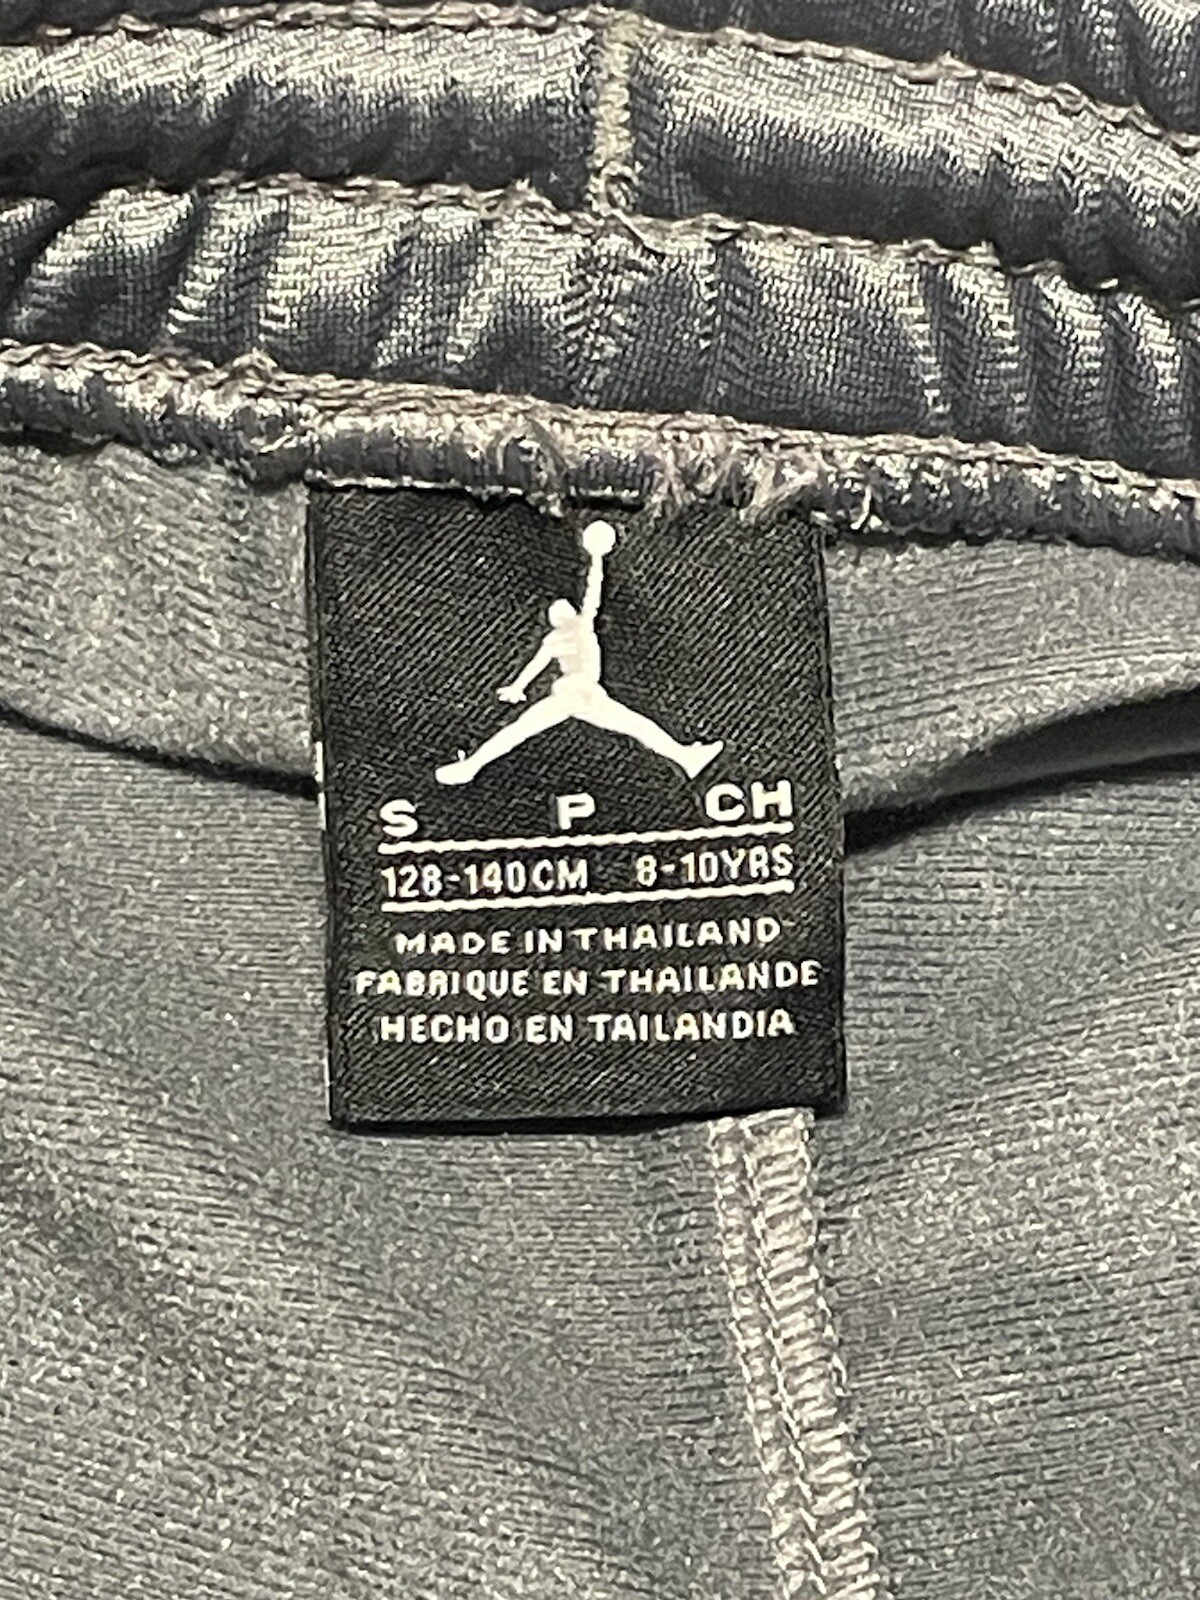 S P CH
128-140CM 8-10YRS
MADE IN THAILAND
FABRIQUE EN THAILANDE
HECHO EN TAILANDIA